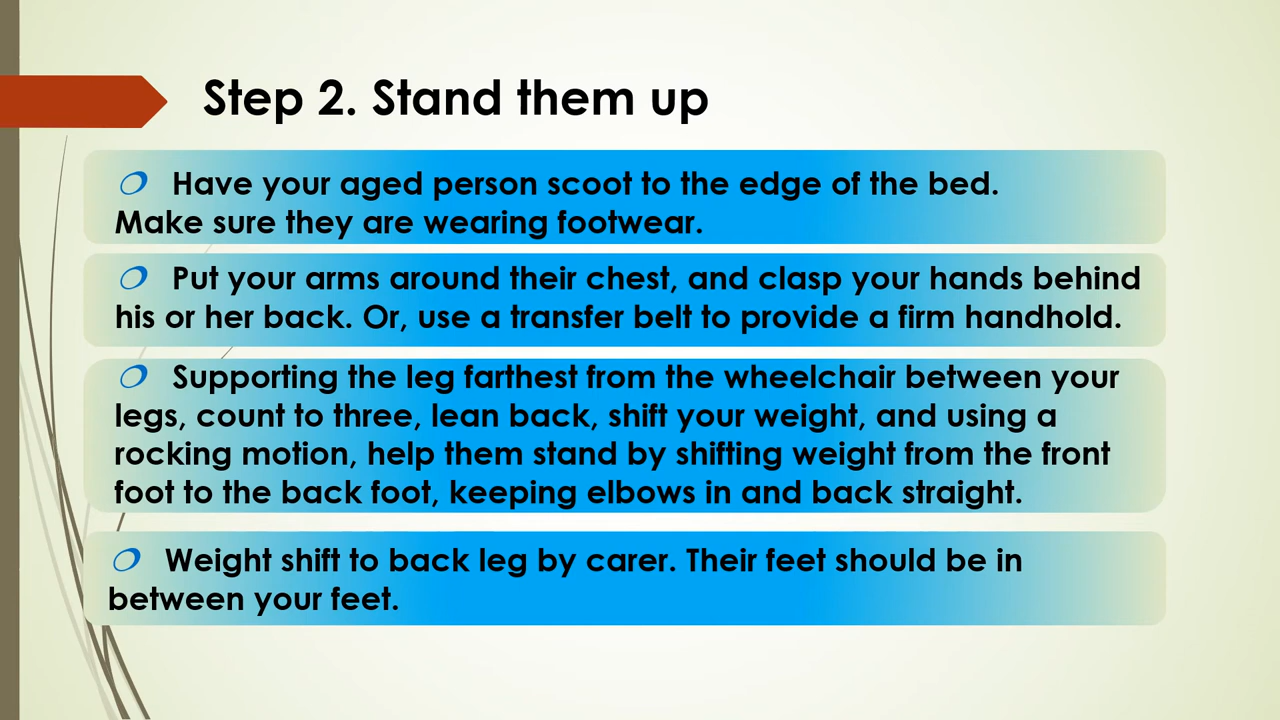 Step 2. Stand them up
Have your aged person scoot to the edge of the bed.
Make sure they are wearing footwear.
Put your arms around their chest, and clasp your hands behind
his or her back. Or, use a transfer belt to provide a firm handhold.
Supporting the leg farthest from the wheelchair between your
legs, count to three, lean back, shift your weight, and using a
rocking motion, help them stand by shifting weight from the front
foot to the back foot, keeping elbows in and back straight.
Weight shift to back leg by carer. Their feet should be in
between your feet.